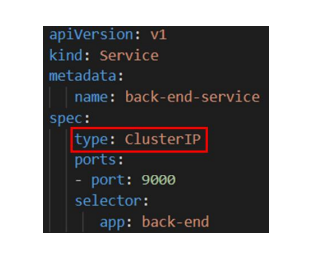 apiVersion: v1
kind: Service
metadata:
name: back-end-service
spec:
type: ClusterIP
ports:
- port: 9000
selector:
app: back-end